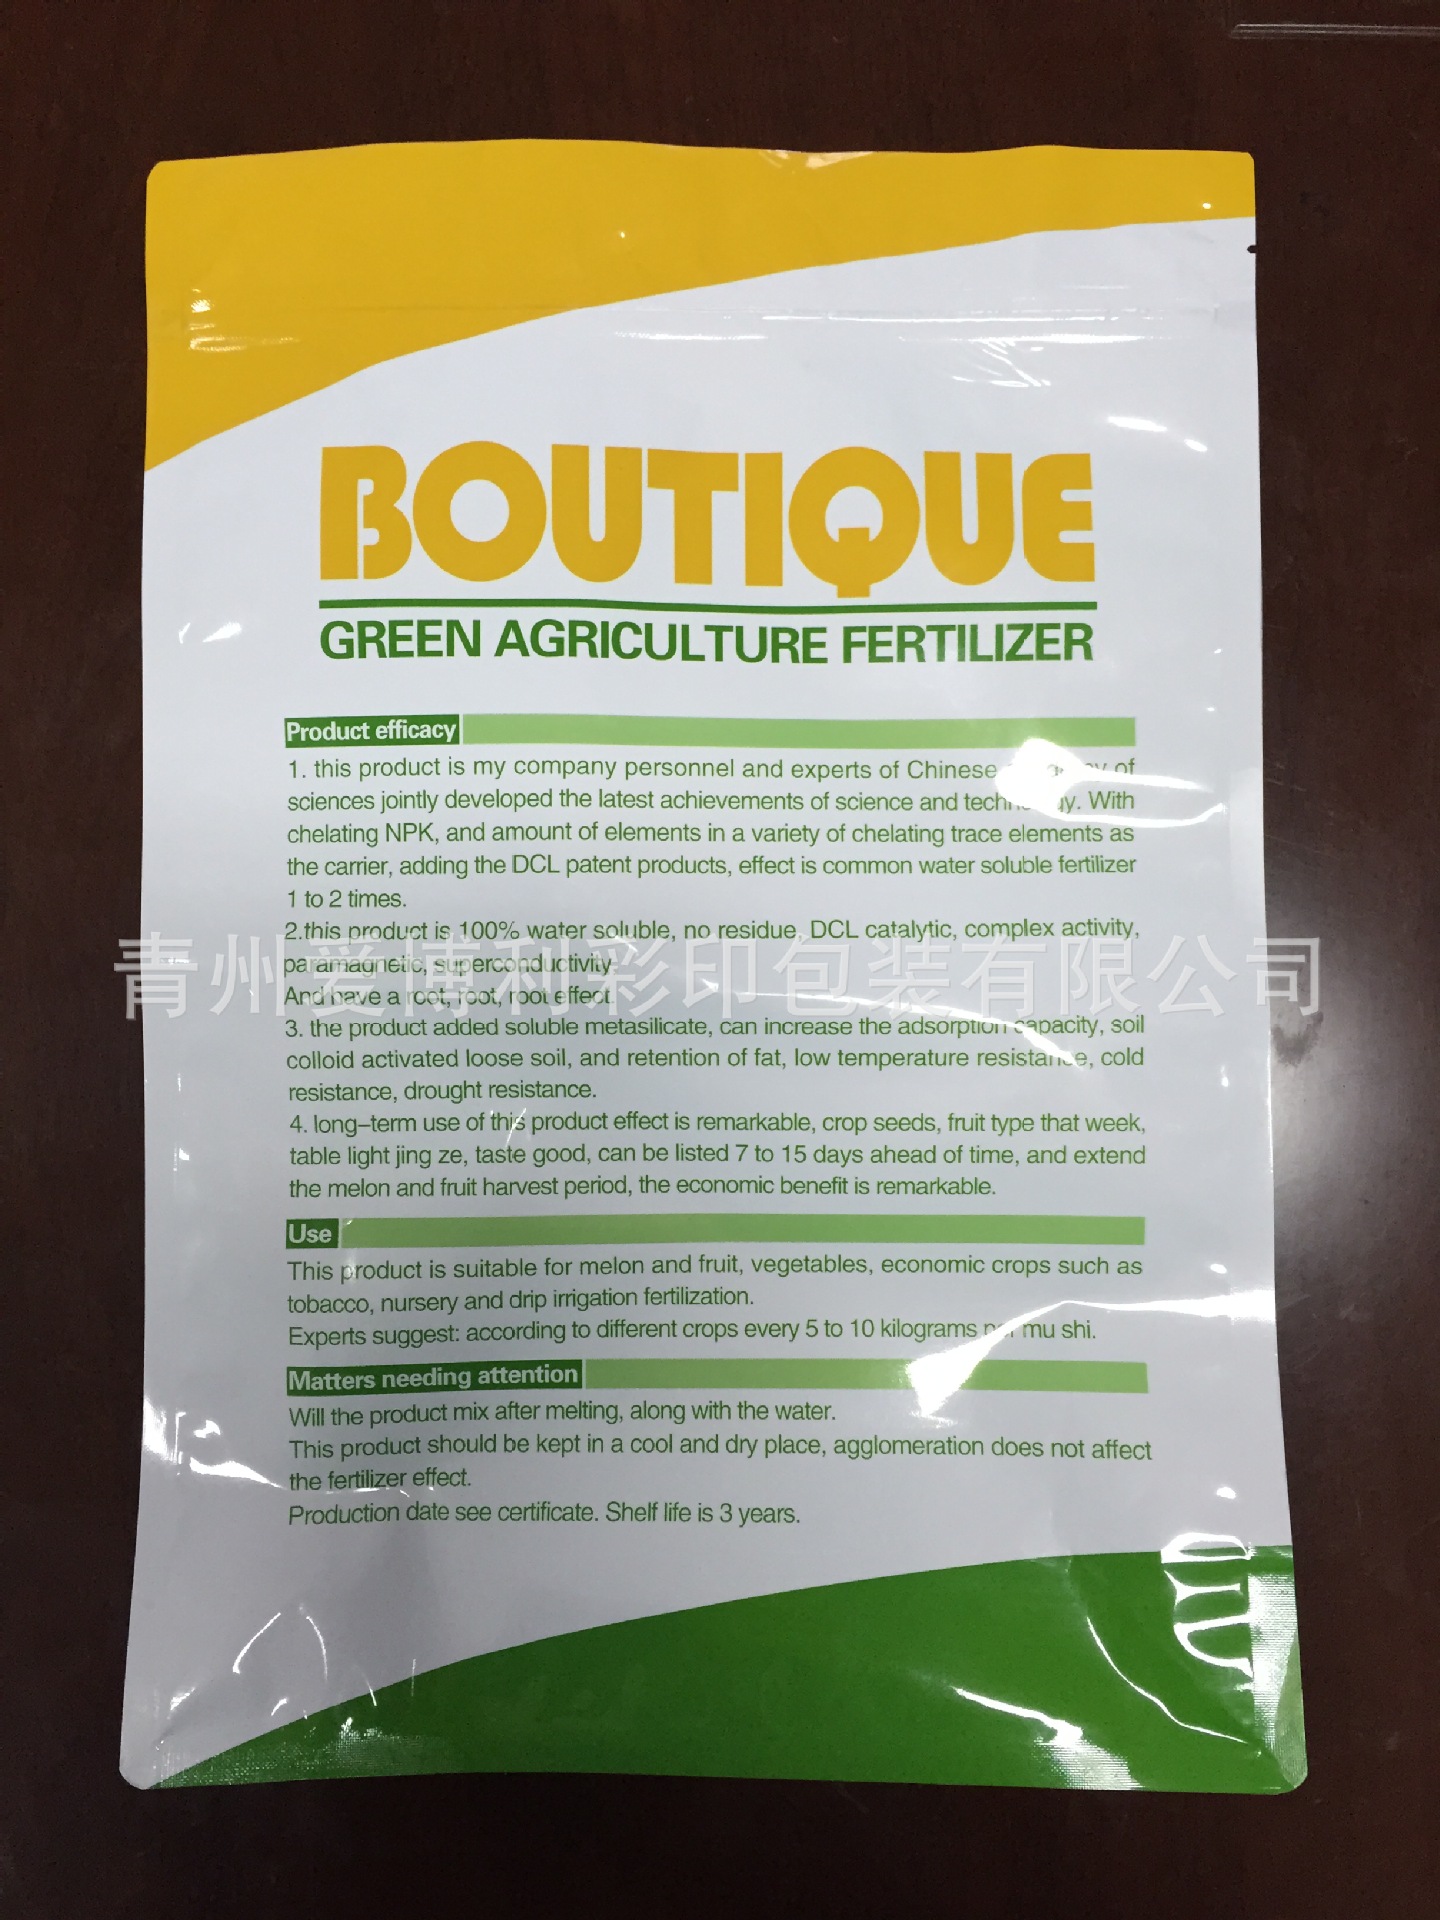 BOUTIQUE
GREEN AGRICULTURE FERTILIZER
Product efficacy
1. this product is my company personnel and experts of Chinese of
sciences jointly developed the latest achievements of science and With
chelating NPK, and amount of elements in a variety of chelating trace elements as
the carrier, adding the DCL patent products, effect is common water soluble fertilizer
1 to 2 times.
2.this product is 100% water soluble, no residue, DCL catalytic, complex activity,
paramagnetic, superconductivity.
And have a root, root, root effect.
青州爱博利彩印包装有限公司
3. the product added soluble metasilicate, can increase the adsorption capacity, soil
colloid activated loose soil, and retention of fat, low temperature resistance, cold
resistance, drought resistance.
4. long-term use of this product effect is remarkable, crop seeds, fruit type that week,
table light jing ze, taste good, can be listed 7 to 15 days ahead of time, and extend
the melon and fruit harvest period, the economic benefit is remarkable.
Use
This product is suitable for melon and fruit, vegetables, economic crops such as
tobacco, nursery and drip irrigation fertilization.
Experts suggest: according to different crops every 5 to 10 kilograms mu shi.
Matters needing attention
Will the product mix after melting, along with the water.
This product should be kept in a cool and dry place, agglomeration does not affect
the fertilizer effect.
Production date see certificate. Shelf life is 3 years.